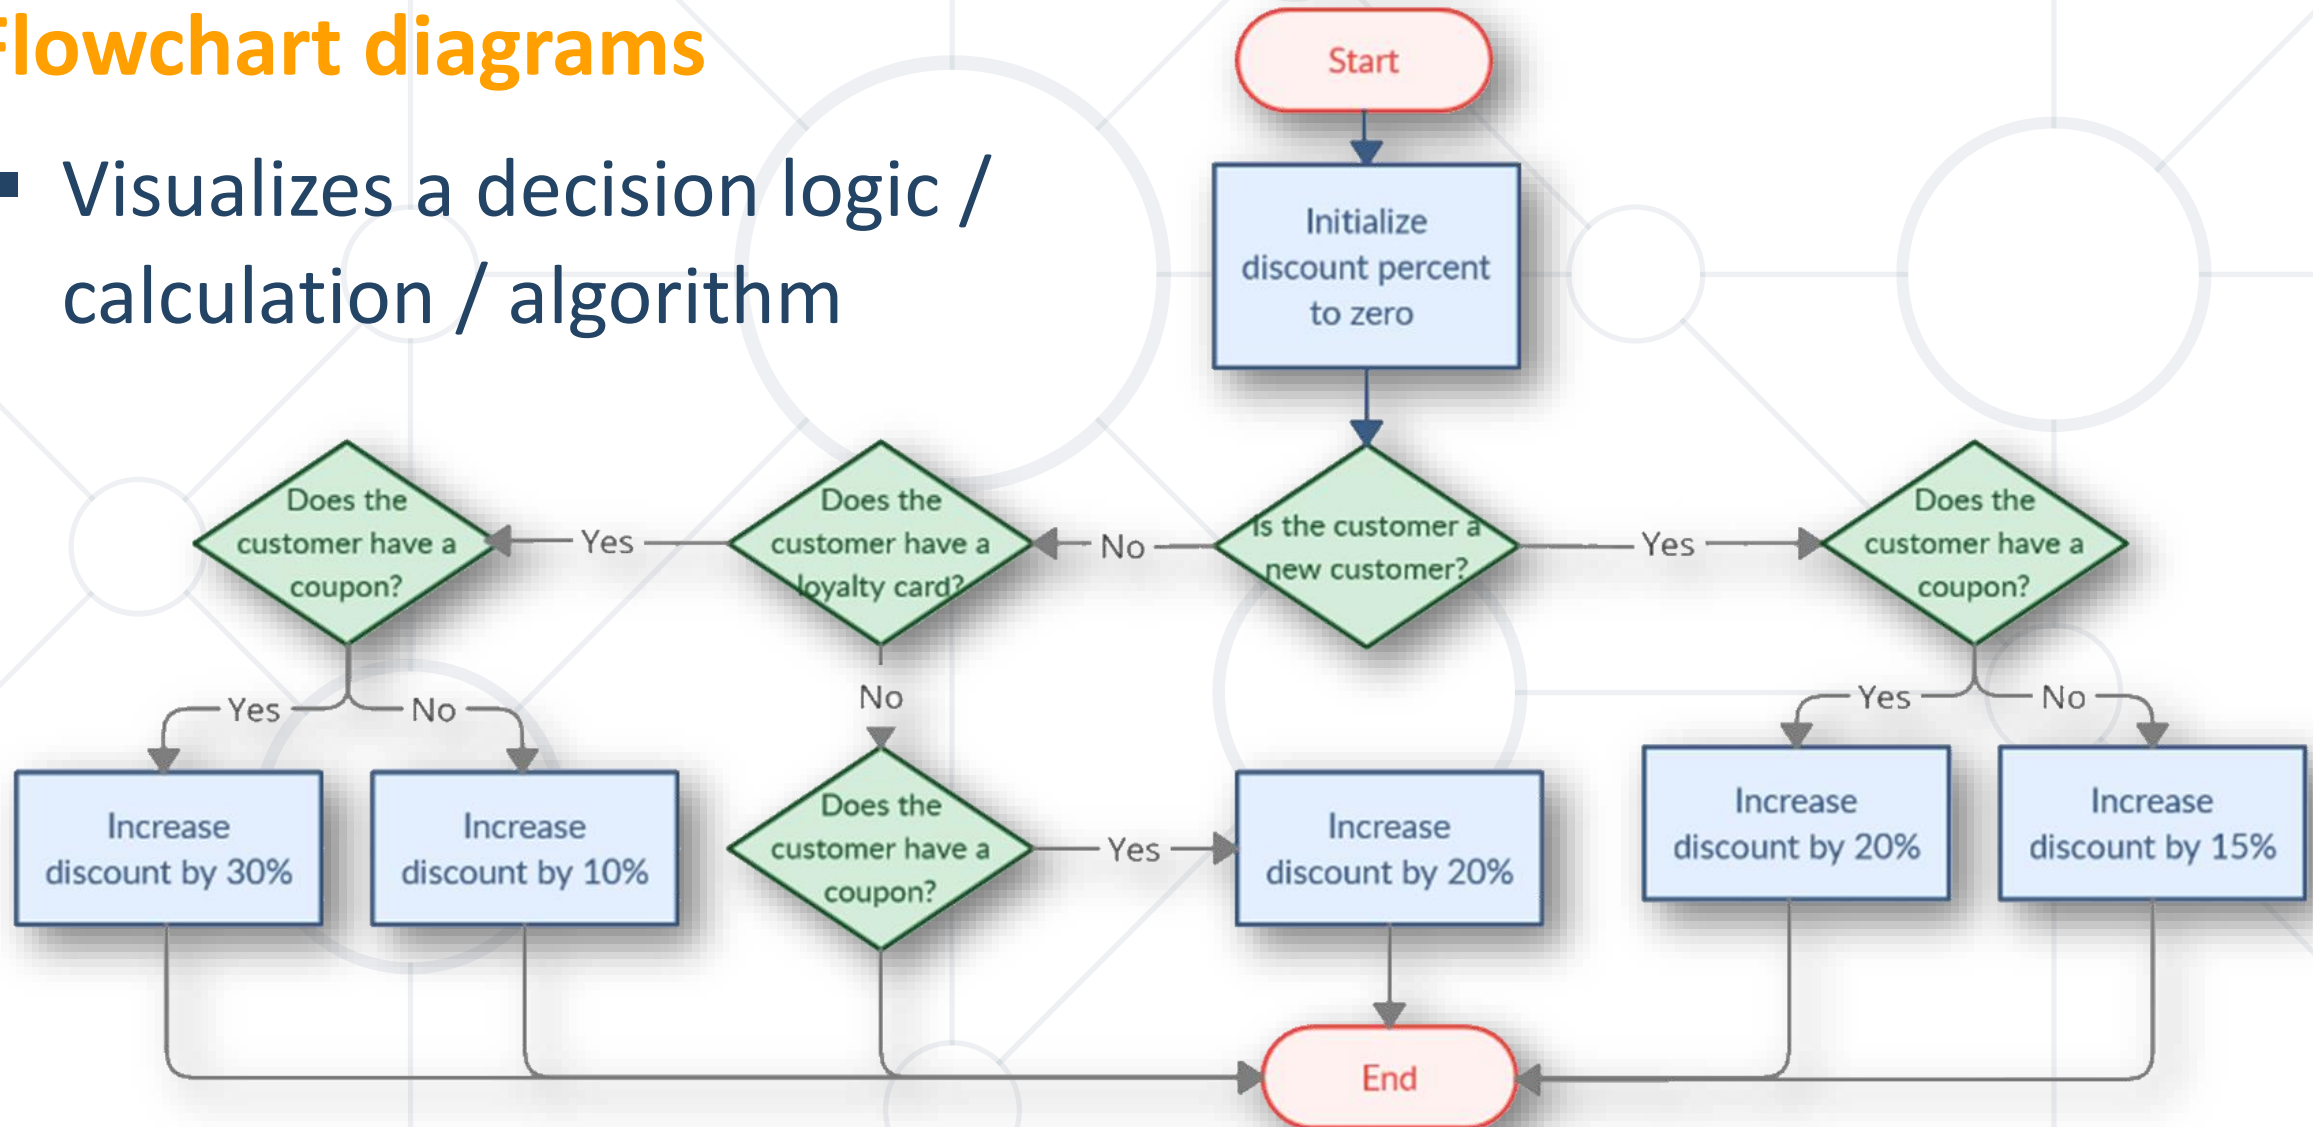 Flowchart diagrams
▪ Visualizes a decision logic /
calculation / algorithm
Start
Initialize
discount percent
to zero
Does the
customer have a
coupon?
Yes
Does the
customer have a
loyalty card?
No
Is the customer a
new customer?
Yes
Does the
customer have a
coupon?
Yes
No
No
Yes
No
Increase
discount by 30%
Increase
discount by 10%
Does the
customer have a
coupon?
Yes
Increase
discount by 20%
Increase
discount by 20%
Increase
discount by 15%
End